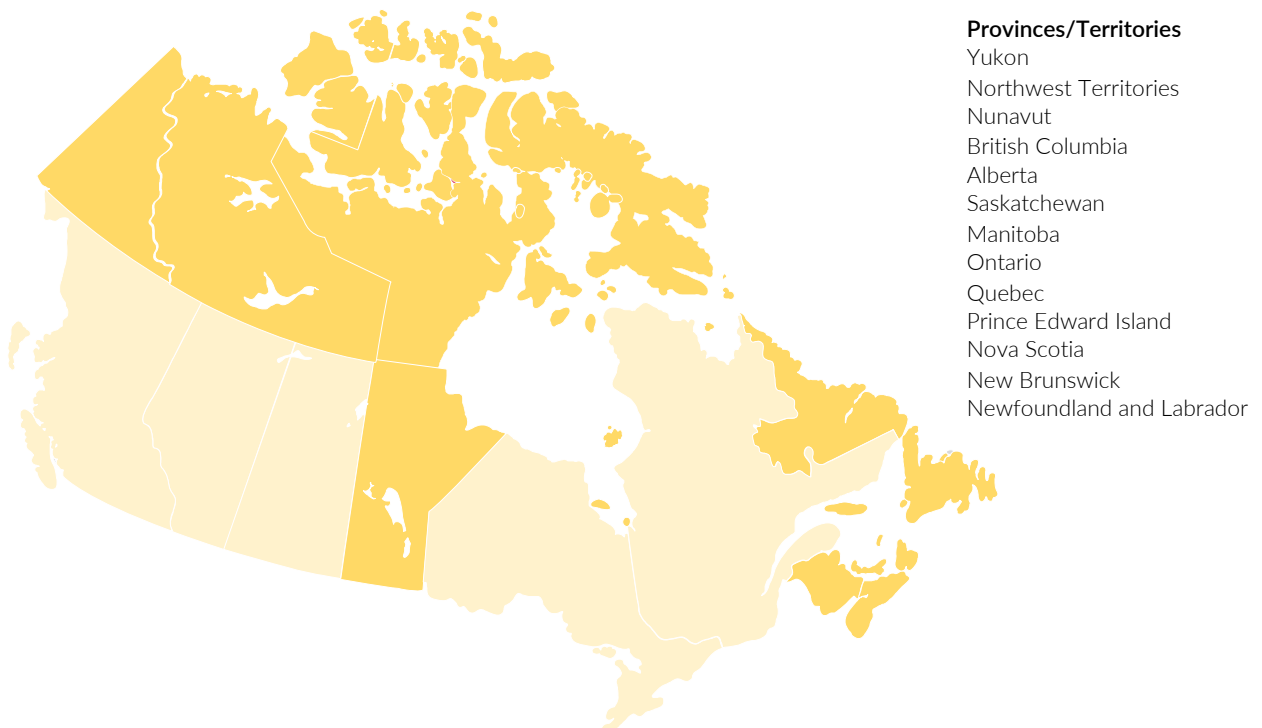 Provinces/Territories
Yukon
Northwest Territories
Nunavut
British Columbia
Alberta
Saskatchewan
Manitoba
Ontario
Quebec
Prince Edward Island
Nova Scotia
New Brunswick
Newfoundland and Labrador